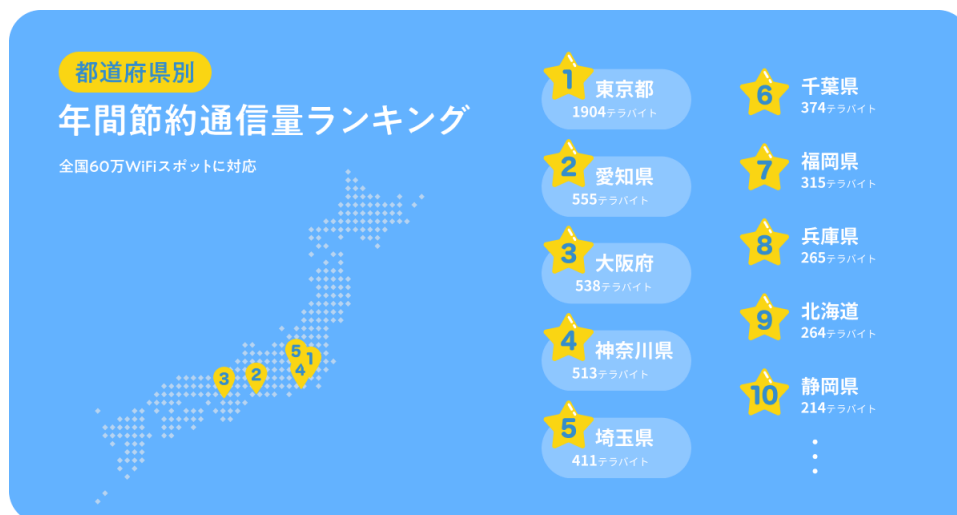 都道府県別
年間節約通信量ランキング
全国60万WiFiスポットに対応
1
東京都
1904テラバイト
2
愛知県
555テラバイト
3
大阪府
538テラバイト
4
神奈川県
513テラバイト
5
埼玉県
411テラバイト
6
千葉県
374テラバイト
7
福岡県
315テラバイト
8
兵庫県
265テラバイト
9
北海道
264テラバイト
10
静岡県
214テラバイト
5
1
4
2
3